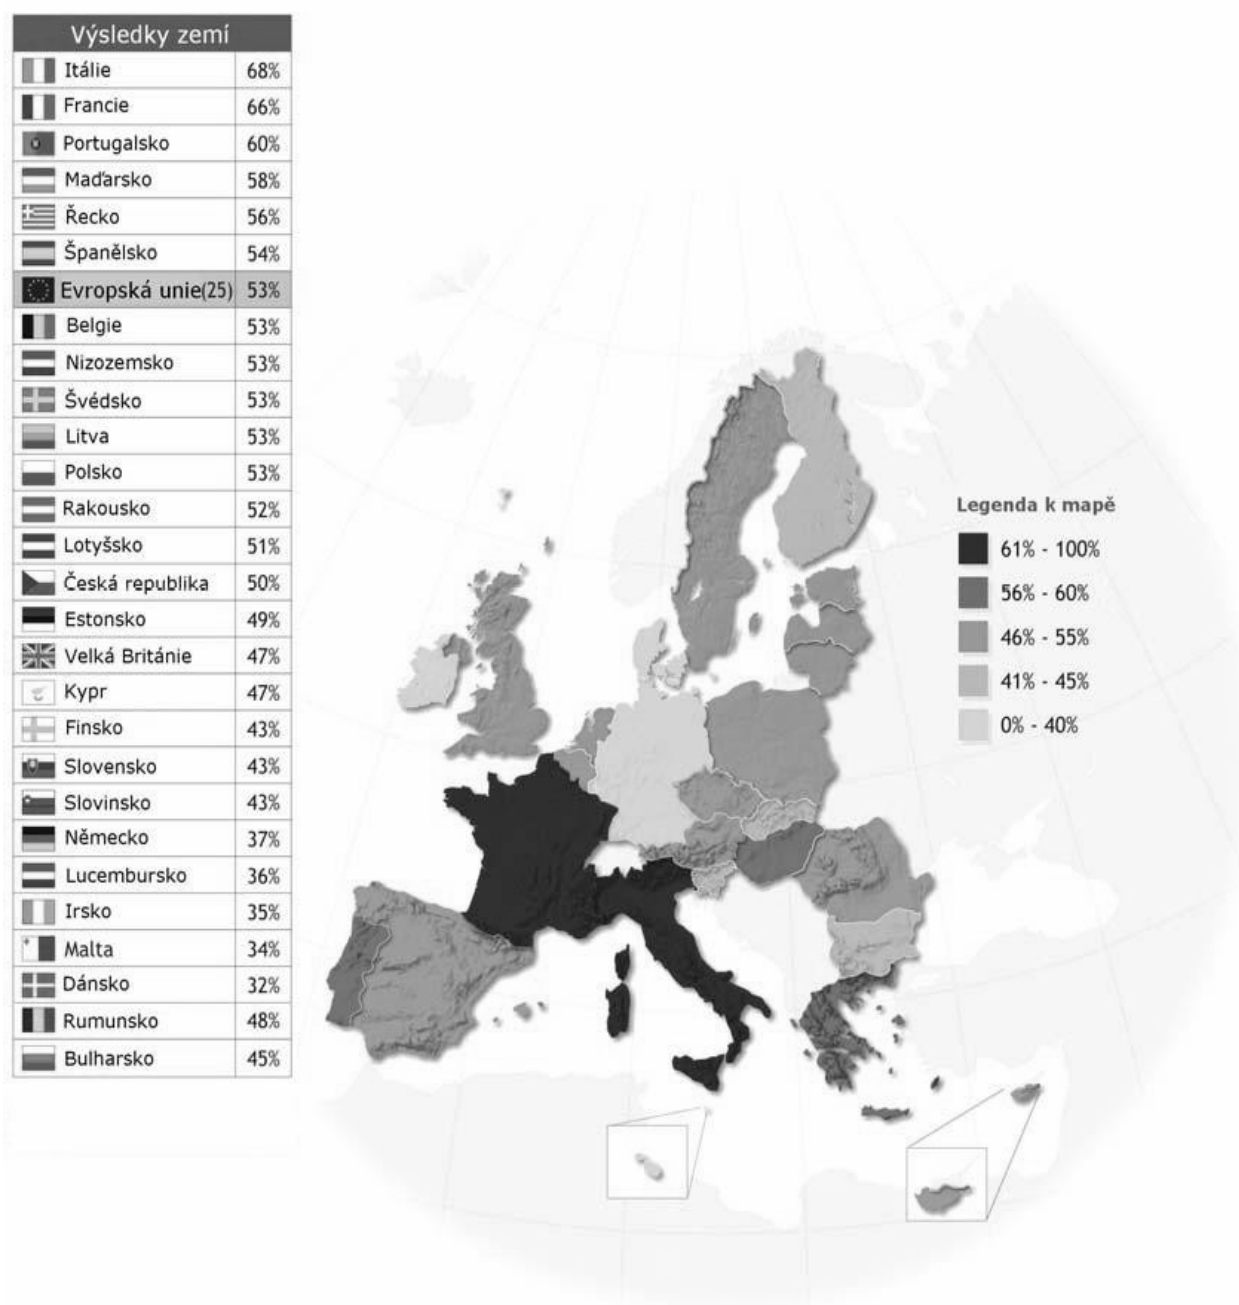 Výsledky zemí
Itálie 68%
Francie 66%
Portugalsko 60%
Maďarsko 58%
Řecko 56%
Španělsko 54%
Evropská unie(25) 53%
Belgie 53%
Nizozemsko 53%
Švédsko 53%
Litva 53%
Polsko 53%
Rakousko 52%
Lotyšsko 51%
Česká republika 50%
Estonsko 49%
Velká Británie 47%
Kypr 47%
Finsko 43%
Slovensko 43%
Slovinsko 43%
Německo 37%
Lucembursko 36%
Irsko 35%
Malta 34%
Dánsko 32%
Rumunsko 48%
Bulharsko 45%
Legenda k mapě
61% - 100%
56% - 60%
46% - 55%
41% - 45%
0% - 40%